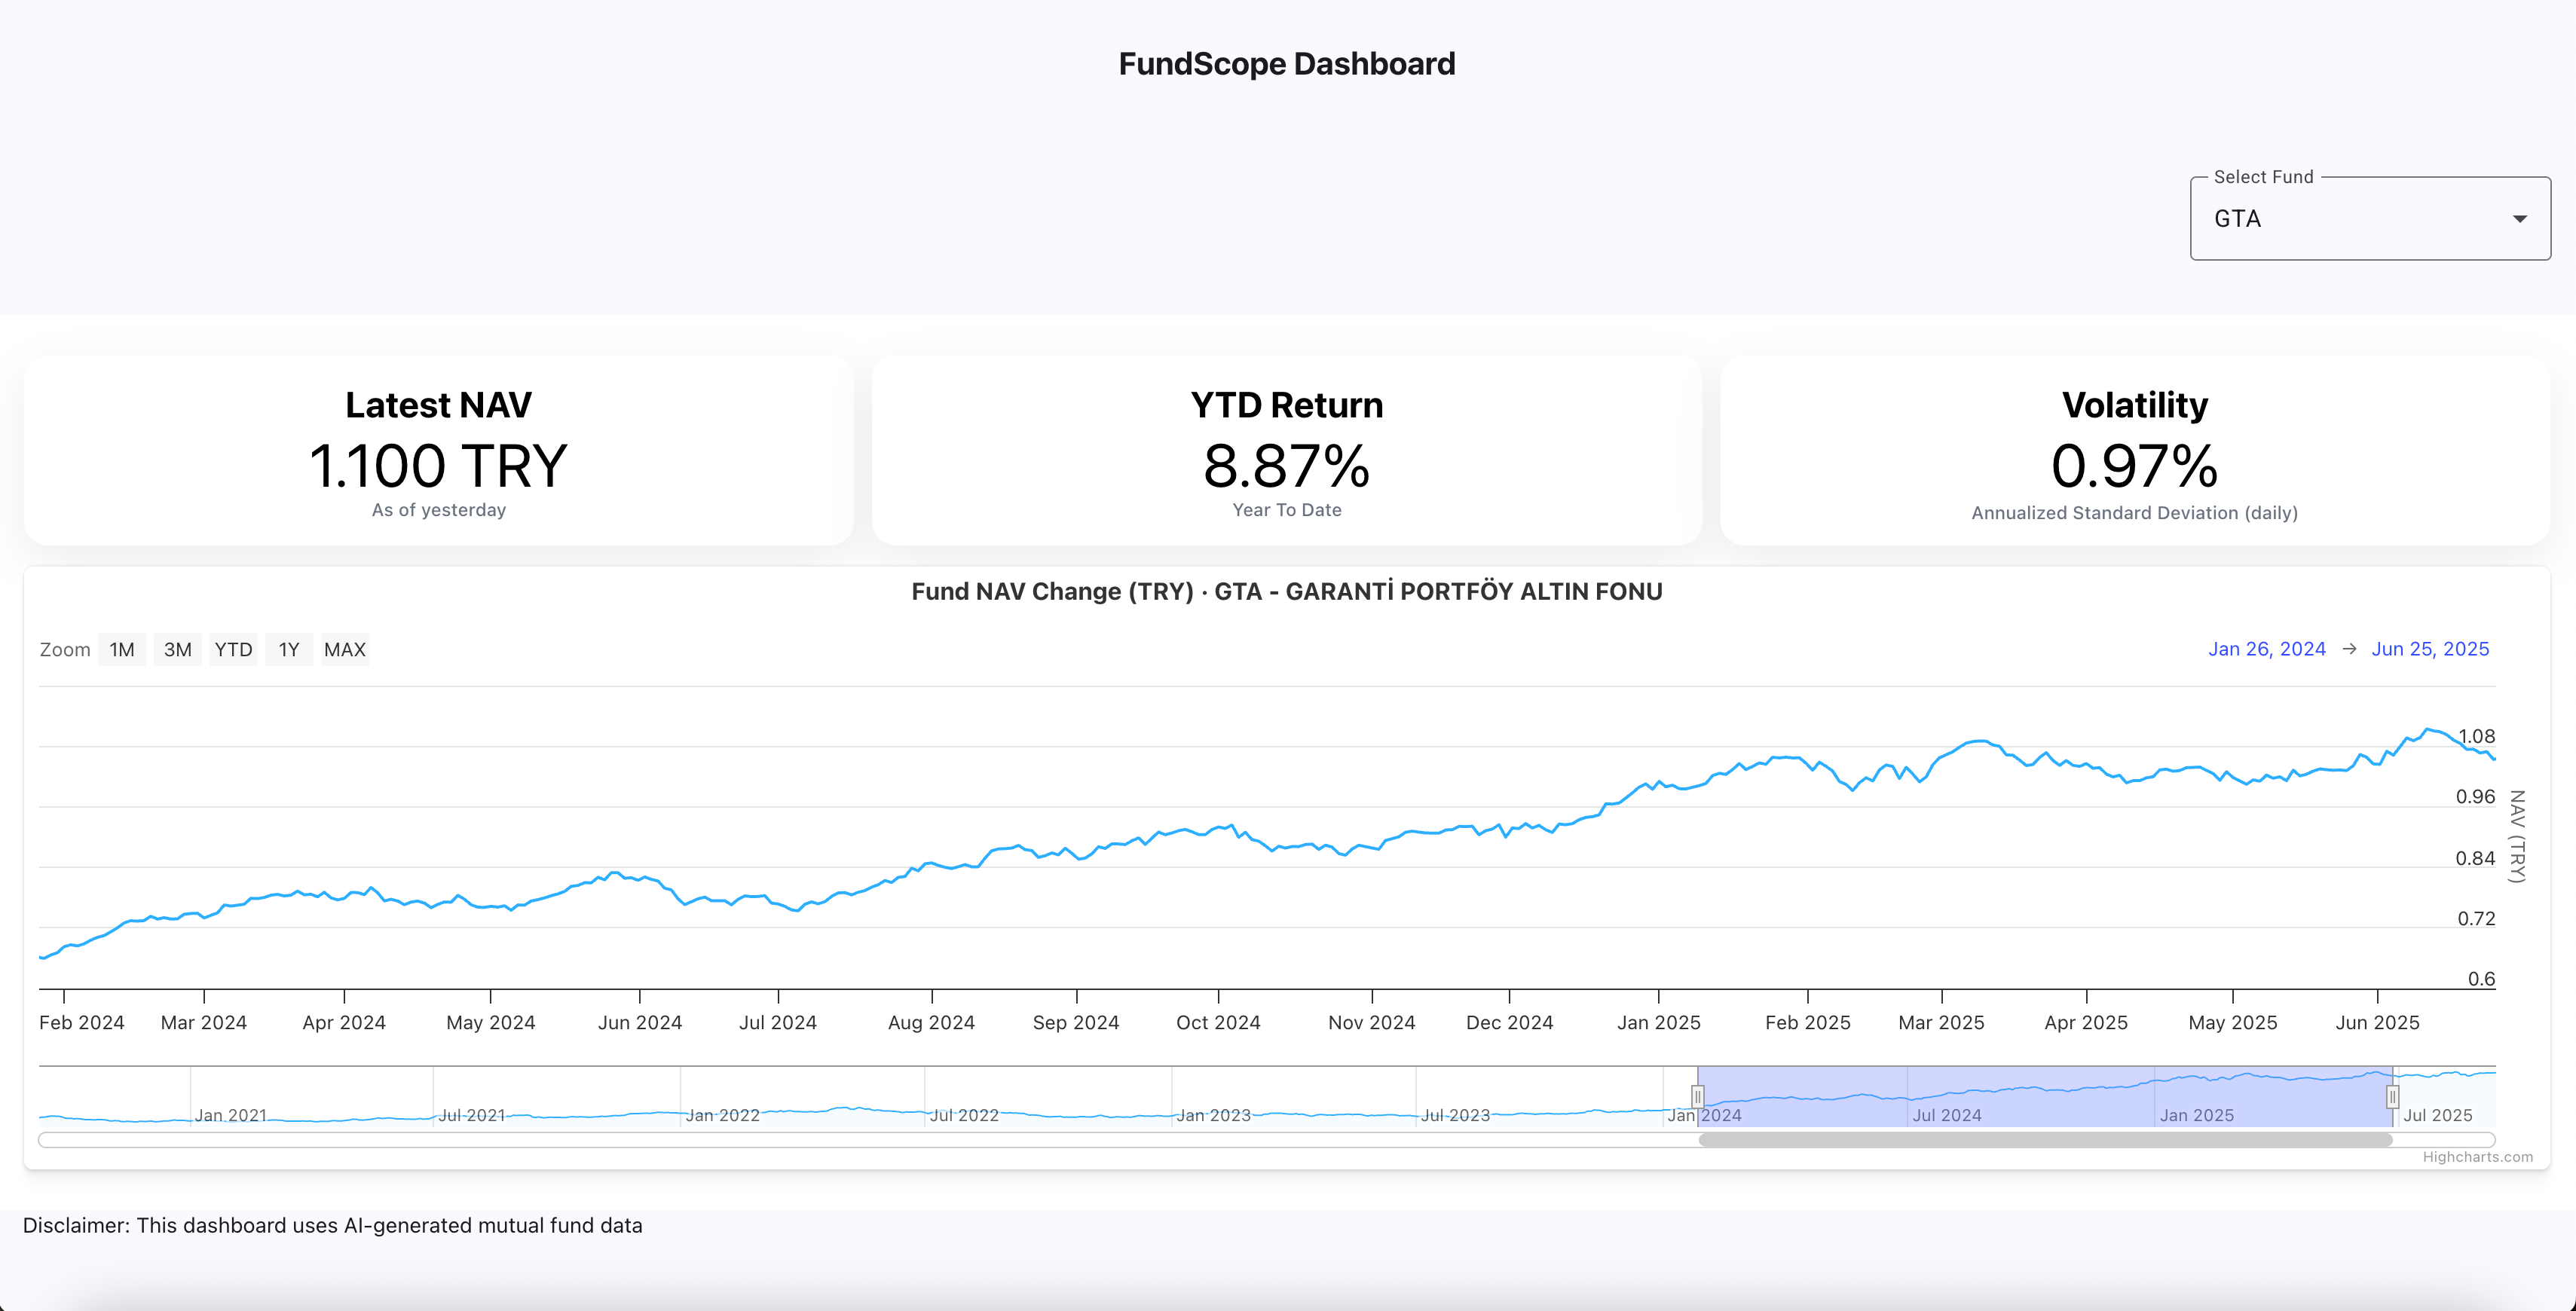 FundScope Dashboard
Select Fund
GTA
Latest NAV
1.100 TRY
As of yesterday
YTD Return
8.87%
Year To Date
Volatility
0.97%
Annualized Standard Deviation (daily)
Fund NAV Change (TRY) · GTA - GARANTİ PORTFÖY ALTIN FONU
Zoom 1M 3M YTD 1Y MAX
Jan 26, 2024 → Jun 25, 2025
1.08
0.96
0.84
0.72
0.6
NAV (TRY)
Feb 2024 Mar 2024 Apr 2024 May 2024 Jun 2024 Jul 2024 Aug 2024 Sep 2024 Oct 2024 Nov 2024 Dec 2024 Jan 2025 Feb 2025 Mar 2025 Apr 2025 May 2025 Jun 2025
Jan 2021 Jul 2021 Jan 2022 Jul 2022 Jan 2023 Jul 2023 Jan 2024 Jul 2024 Jan 2025 Jul 2025
Highcharts.com
Disclaimer: This dashboard uses AI-generated mutual fund data